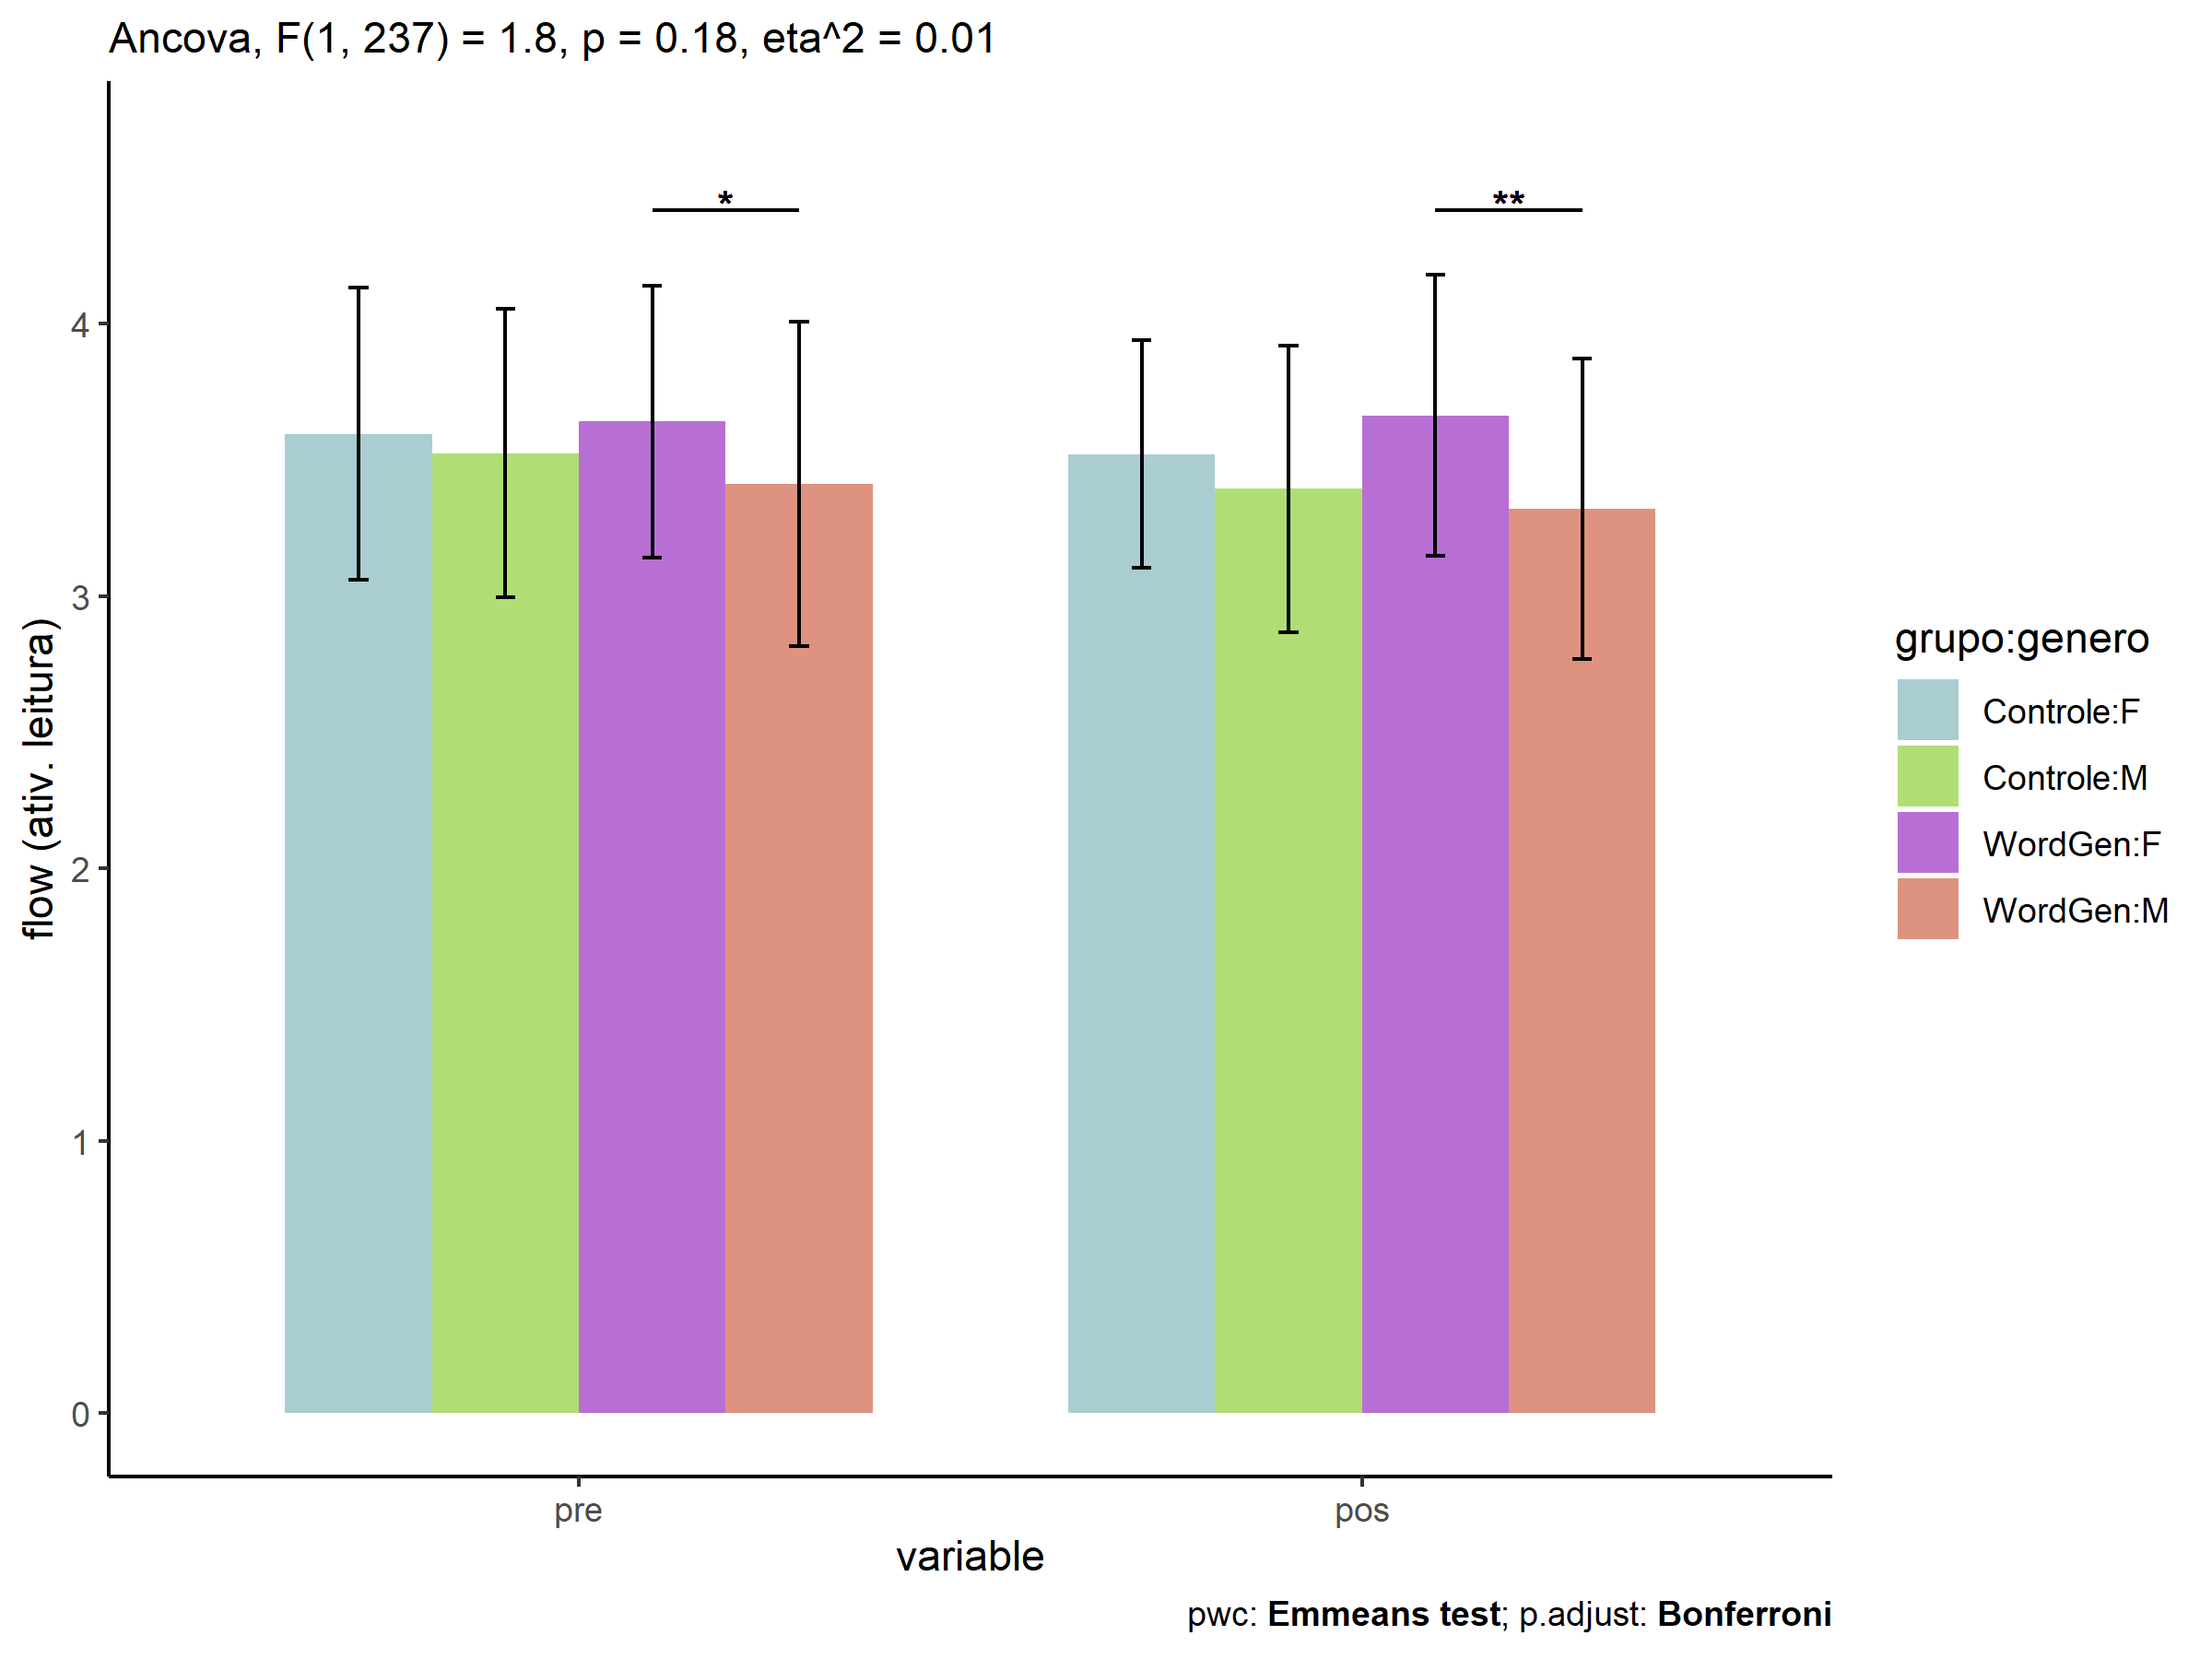 Ancova, F(1, 237) = 1.8, p = 0.18, eta^2 = 0.01
flow (ativ. leitura)
4
3
2
1
0
*
**
pre
pos
variable
grupo:genero
Controle:F
Controle:M
WordGen:F
WordGen:M
pwc: Emmeans test; p.adjust: Bonferroni